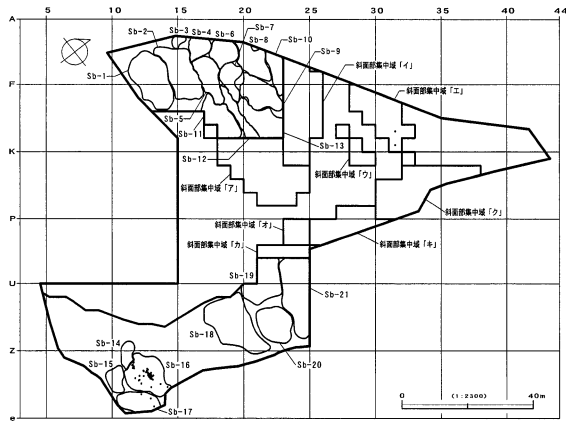 3 5 10 15 20 25 30 35 40 44
A
F
K
P
U
Z
e
Sb-1
Sb-2
Sb-3
Sb-4
Sb-6
Sb-7
Sb-8
Sb-10
Sb-9
斜面部集中域「イ」
斜面部集中域「エ」
Sb-5
Sb-11
Sb-12
Sb-13
斜面部集中域「ア」
斜面部集中域「ウ」
斜面部集中域「オ」
斜面部集中域「カ」
斜面部集中域「ク」
斜面部集中域「キ」
Sb-19
Sb-21
Sb-18
Sb-20
Sb-14
Sb-15
Sb-16
Sb-17
0 (1:2300) 40m